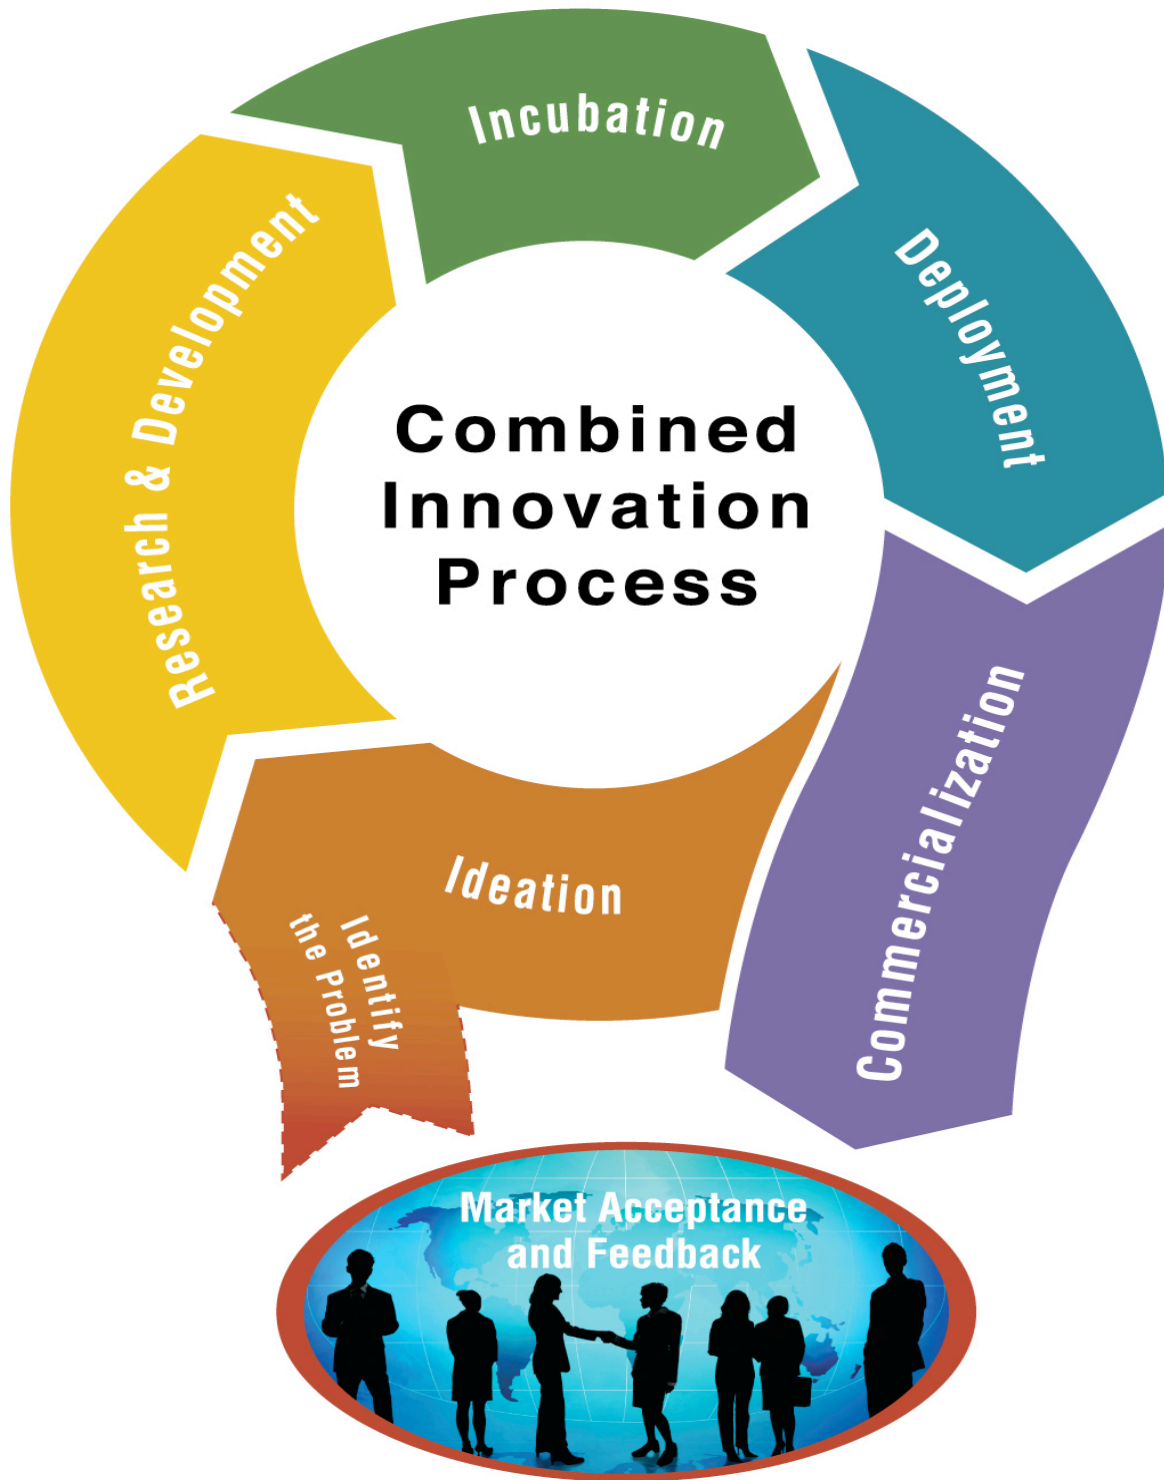 Incubation
Deployment
Research & Development
Combined
Innovation
Process
Commercialization
Ideation
Identify
the Problem
Market Acceptance
and Feedback